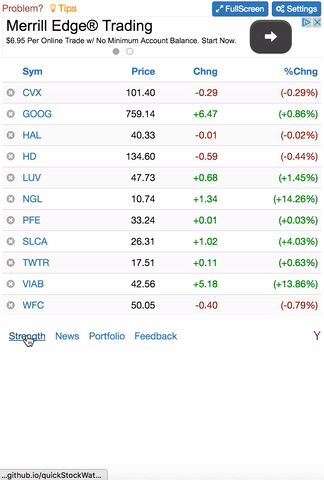 Problem? Tips FullScreen Settings
Merrill Edge® Trading
$6.95 Per Online Trade w/ No Minimum Account Balance. Start Now.
Sym Price Chng %Chng
CVX 101.40 -0.29 (-0.29%)
GOOG 759.14 +6.47 (+0.86%)
HAL 40.33 -0.01 (-0.02%)
HD 134.60 -0.59 (-0.44%)
LUV 47.73 +0.68 (+1.45%)
NGL 10.74 +1.34 (+14.26%)
PFE 33.24 +0.01 (+0.03%)
SLCA 26.31 +1.02 (+4.03%)
TWTR 17.51 +0.11 (+0.63%)
VIAB 42.56 +5.18 (+13.86%)
WFC 50.05 -0.40 (-0.79%)
Strength News Portfolio Feedback Y
...github.io/quickStockWat...